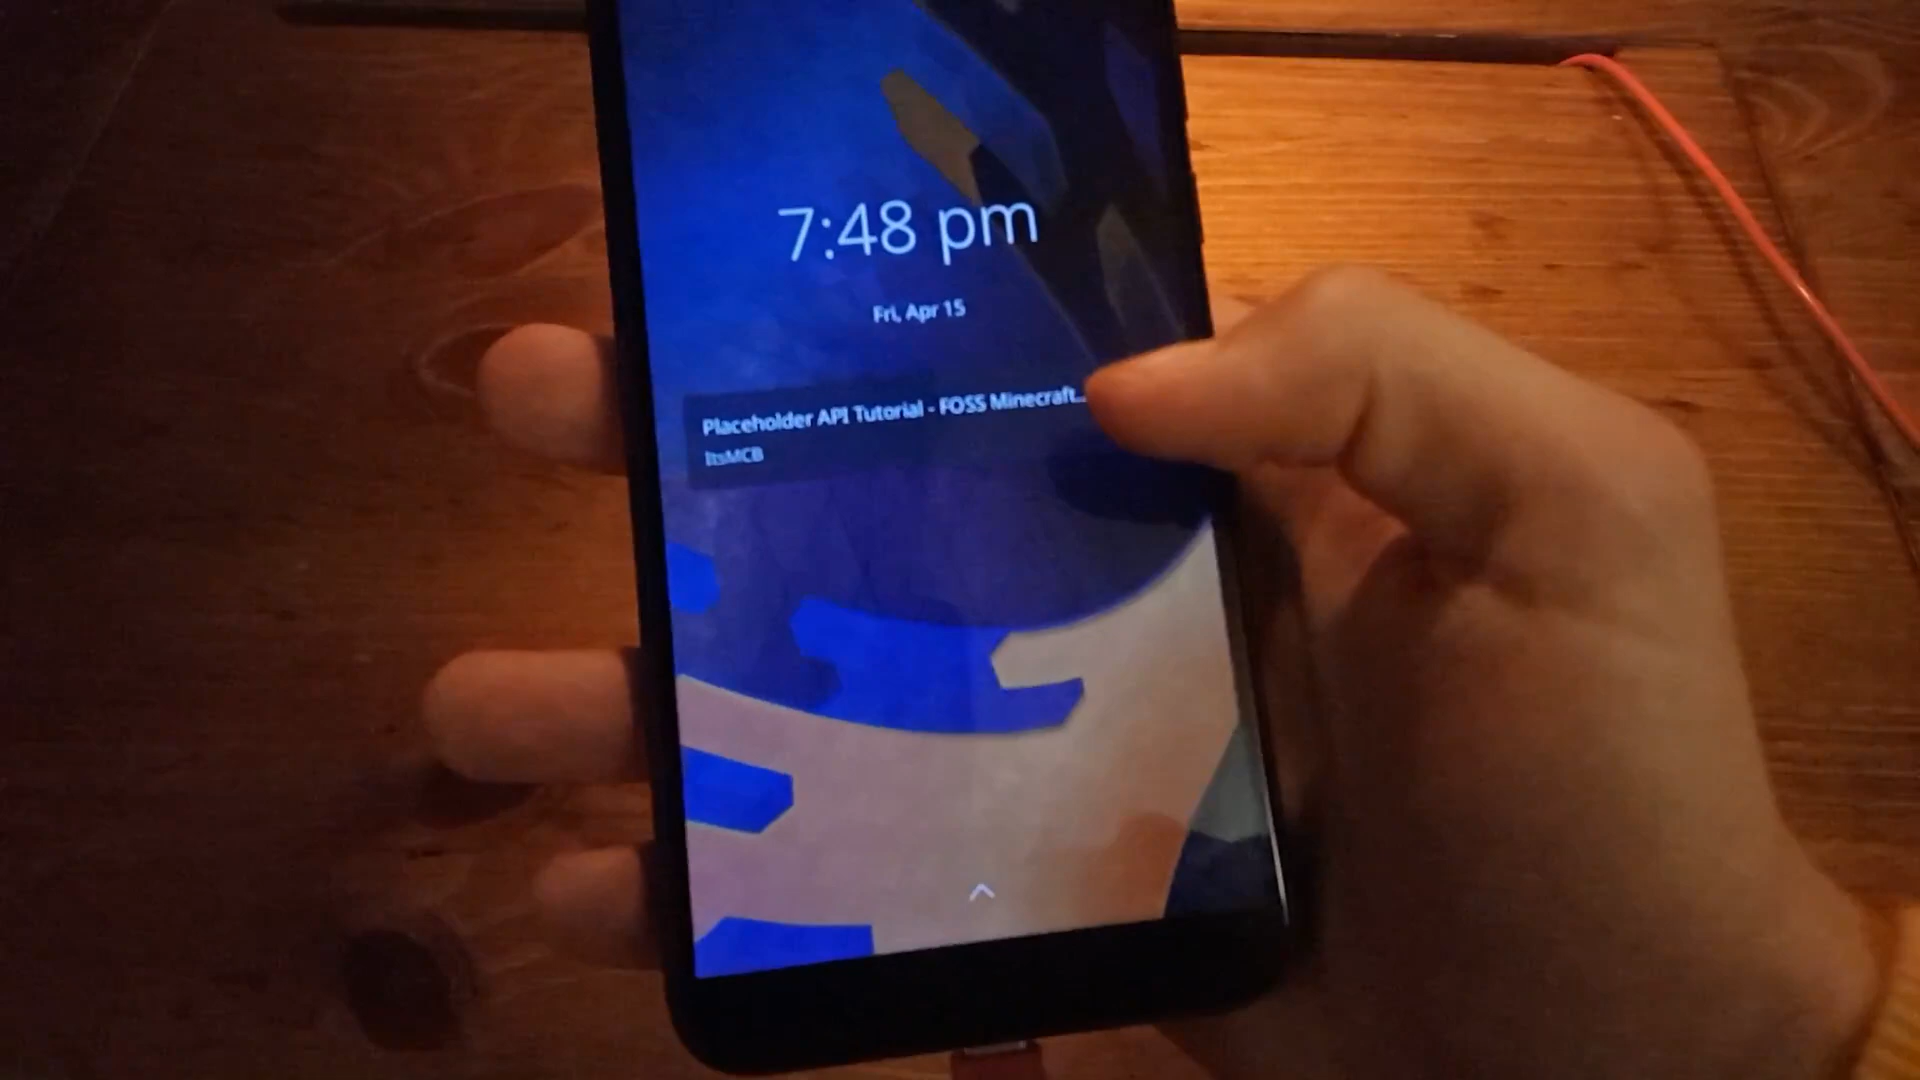 7:48 pm
Fri, Apr 15
Placeholder API Tutorial - FOSS Minecraft...
ItsMCB